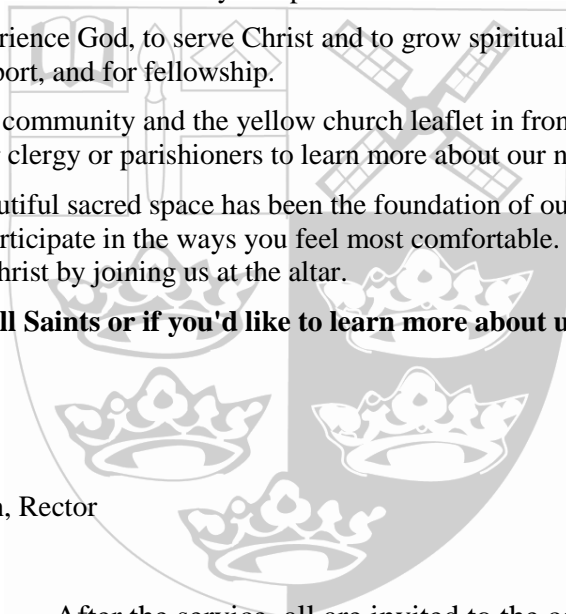 rience God, to serve Christ and to grow spirituall
port, and for fellowship.
community and the yellow church leaflet in fron
clergy or parishioners to learn more about our n
utiful sacred space has been the foundation of ou
articipate in the ways you feel most comfortable.
hrist by joining us at the altar.
ll Saints or if you'd like to learn more about u
, Rector
After the service, all are invited to the